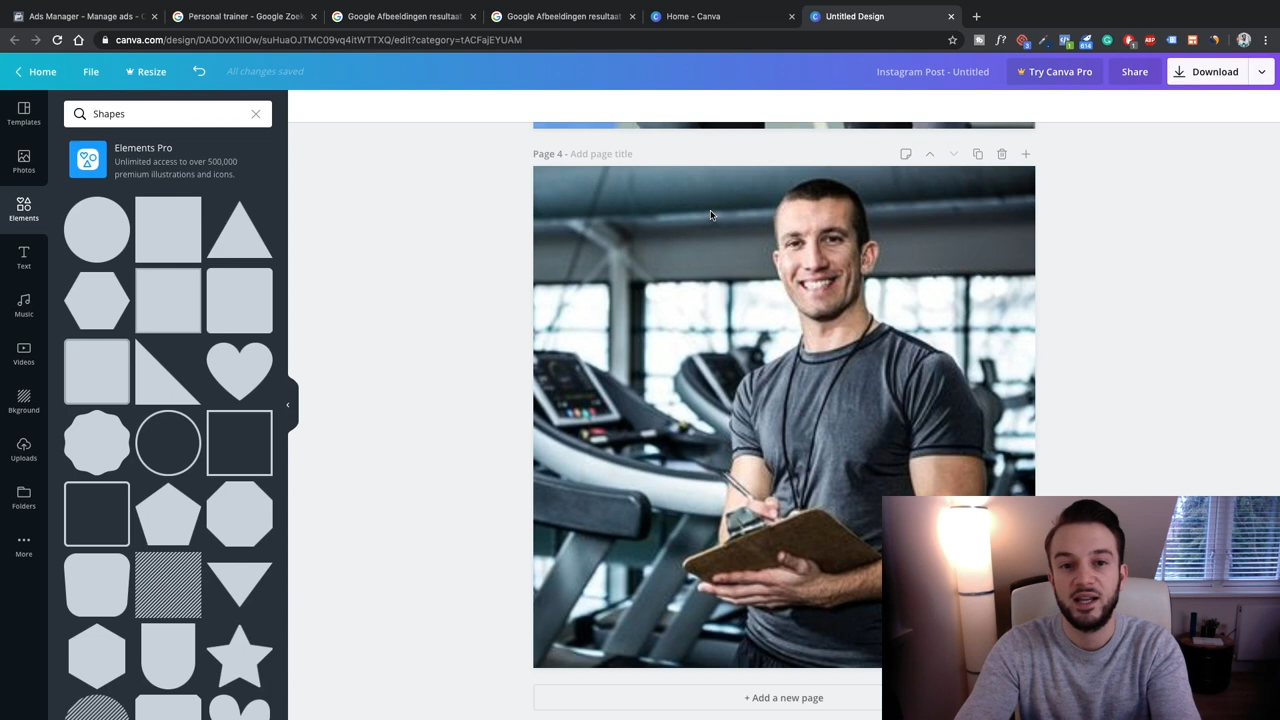 Ads Manager - Manage ads - C
Personal trainer - Google Zoek
Google Afbeeldingen resultaat
Google Afbeeldingen resultaat
Home - Canva
Untitled Design
canva.com/design/DAD0vX1lIOw/suHuaOJTMC09vq4itWTTXQ/edit?category=tACFajEYUAM
Home
File
Resize
All changes saved
Instagram Post - Untitled
Try Canva Pro
Share
Download
Templates
Photos
Elements
Text
Music
Videos
Bkground
Uploads
Folders
More
Shapes
Elements Pro
Unlimited access to over 500,000
premium illustrations and icons.
Page 4 - Add page title
+ Add a new page